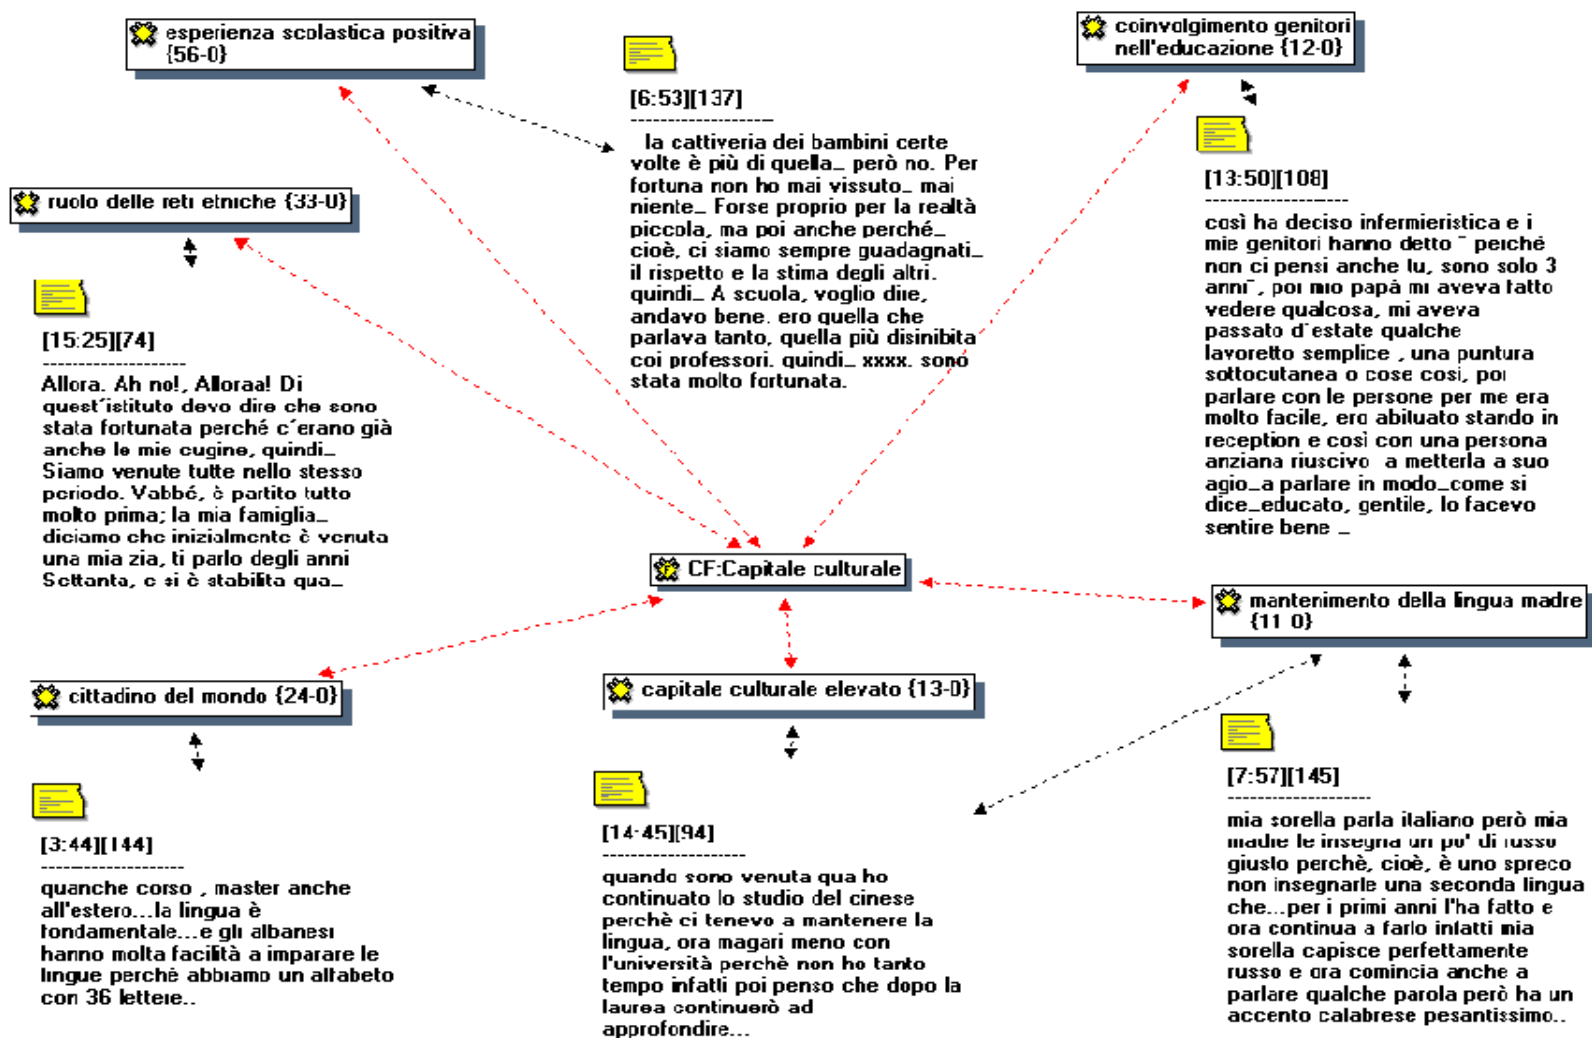 esperienza scolastica positiva
{56-0}
coinvolgimento genitori
nell'educazione {12-0}
[6:53][137]
--------------------
la cattiveria dei bambini certe
volte è più di quella_ però no. Per
fortuna non ho mai vissuto_ mai
niente_ Forse proprio per la realtà
piccola, ma poi anche perché_
cioè, ci siamo sempre guadagnati_
il rispetto e la stima degli altri.
quindi_ A scuola, voglio dire,
andavo bene. ero quella che
parlava tanto, quella più disinibita
coi professori. quindi_ xxxx. sono
stata molto fortunata.
[13:50][108]
--------------------
così ha deciso infermieristica e i
mie genitori hanno detto ¨ perché
non ci pensi anche tu, sono solo 3
anni¨, poi mio papà mi aveva fatto
vedere qualcosa, mi aveva
passato d'estate qualche
lavoretto semplice , una puntura
sottocutanea o cose così, poi
parlare con le persone per me era
molto facile, ero abituato stando in
reception e così con una persona
anziana riuscivo a metterla a suo
agio_a parlare in modo_come si
dice_educato, gentile, lo facevo
sentire bene _
ruolo delle reti etniche {33-0}
[15:25][74]
--------------------
Allora. Ah no!, Alloraa! Di
quest'istituto devo dire che sono
stata fortunata perché c'erano già
anche le mie cugine, quindi_
Siamo venute tutte nello stesso
periodo. Vabbé, è partito tutto
molto prima; la mia famiglia_
diciamo che inizialmente è venuta
una mia zia, ti parlo degli anni
Settanta, e si è stabilita qua_
CF:Capitale culturale
mantenimento della lingua madre
{11-0}
cittadino del mondo {24-0}
capitale culturale elevato {13-0}
[3:44][144]
--------------------
quanche corso , master anche
all'estero...la lingua è
fondamentale...e gli albanesi
hanno molta facilità a imparare le
lingue perché abbiamo un alfabeto
con 36 lettere..
[14:45][94]
--------------------
quando sono venuta qua ho
continuato lo studio del cinese
perchè ci tenevo a mantenere la
lingua, ora magari meno con
l'università perchè non ho tanto
tempo infatti poi penso che dopo la
laurea continuerò ad
approfondire...
[7:57][145]
--------------------
mia sorella parla italiano però mia
madre le insegna un po' di russo
giusto perchè, cioè, è uno spreco
non insegnarle una seconda lingua
che...per i primi anni l'ha fatto e
ora continua a farlo infatti mia
sorella capisce perfettamente
russo e ora comincia anche a
parlare qualche parola però ha un
accento calabrese pesantissimo..